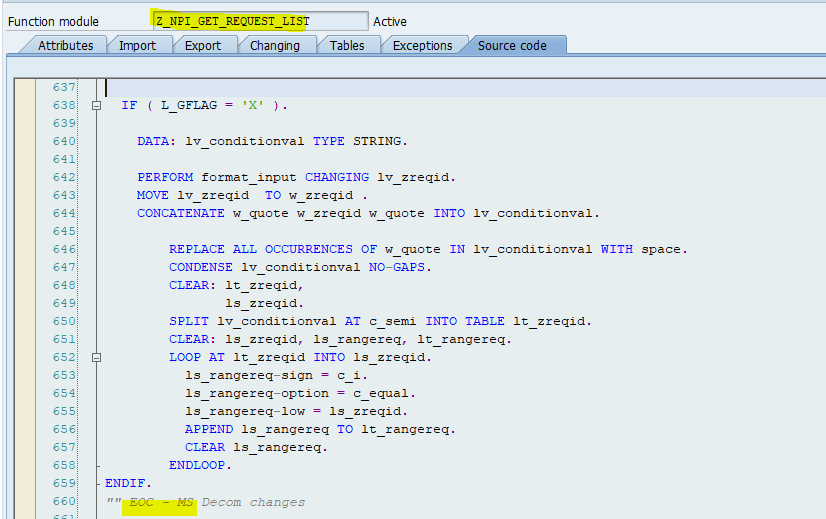 Function module Z_NPI_GET_REQUEST_LIST Active
Attributes Import Export Changing Tables Exceptions Source code
637
638 IF ( L_GFLAG = 'X' ).
639
640 DATA: lv_conditionval TYPE STRING.
641
642 PERFORM format_input CHANGING lv_zreqid.
643 MOVE lv_zreqid TO w_zreqid .
644 CONCATENATE w_quote w_zreqid w_quote INTO lv_conditionval.
645
646 REPLACE ALL OCCURRENCES OF w_quote IN lv_conditionval WITH space.
647 CONDENSE lv_conditionval NO-GAPS.
648 CLEAR: lt_zreqid,
649 ls_zreqid.
650 SPLIT lv_conditionval AT c_semi INTO TABLE lt_zreqid.
651 CLEAR: ls_zreqid, ls_rangereq, lt_rangereq.
652 LOOP AT lt_zreqid INTO ls_zreqid.
653 ls_rangereq-sign = c_i.
654 ls_rangereq-option = c_equal.
655 ls_rangereq-low = ls_zreqid.
656 APPEND ls_rangereq TO lt_rangereq.
657 CLEAR ls_rangereq.
658 ENDLOOP.
659 ENDIF.
660 "" EOC - MS Decom changes